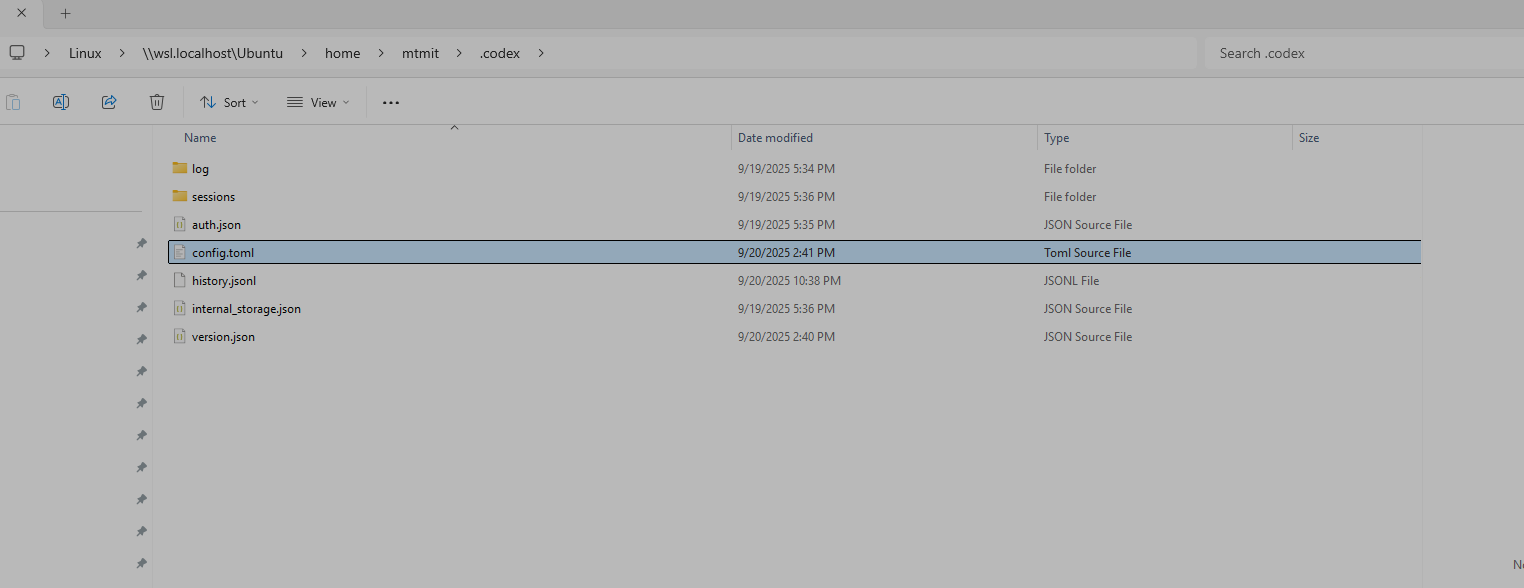 Linux \\wsl.localhost\Ubuntu home mtmit .codex Search .codex
Sort View
Name Date modified Type Size
log 9/19/2025 5:34 PM File folder
sessions 9/19/2025 5:36 PM File folder
auth.json 9/19/2025 5:35 PM JSON Source File
config.toml 9/20/2025 2:41 PM Toml Source File
history.jsonl 9/20/2025 10:38 PM JSONL File
internal_storage.json 9/19/2025 5:36 PM JSON Source File
version.json 9/20/2025 2:40 PM JSON Source File